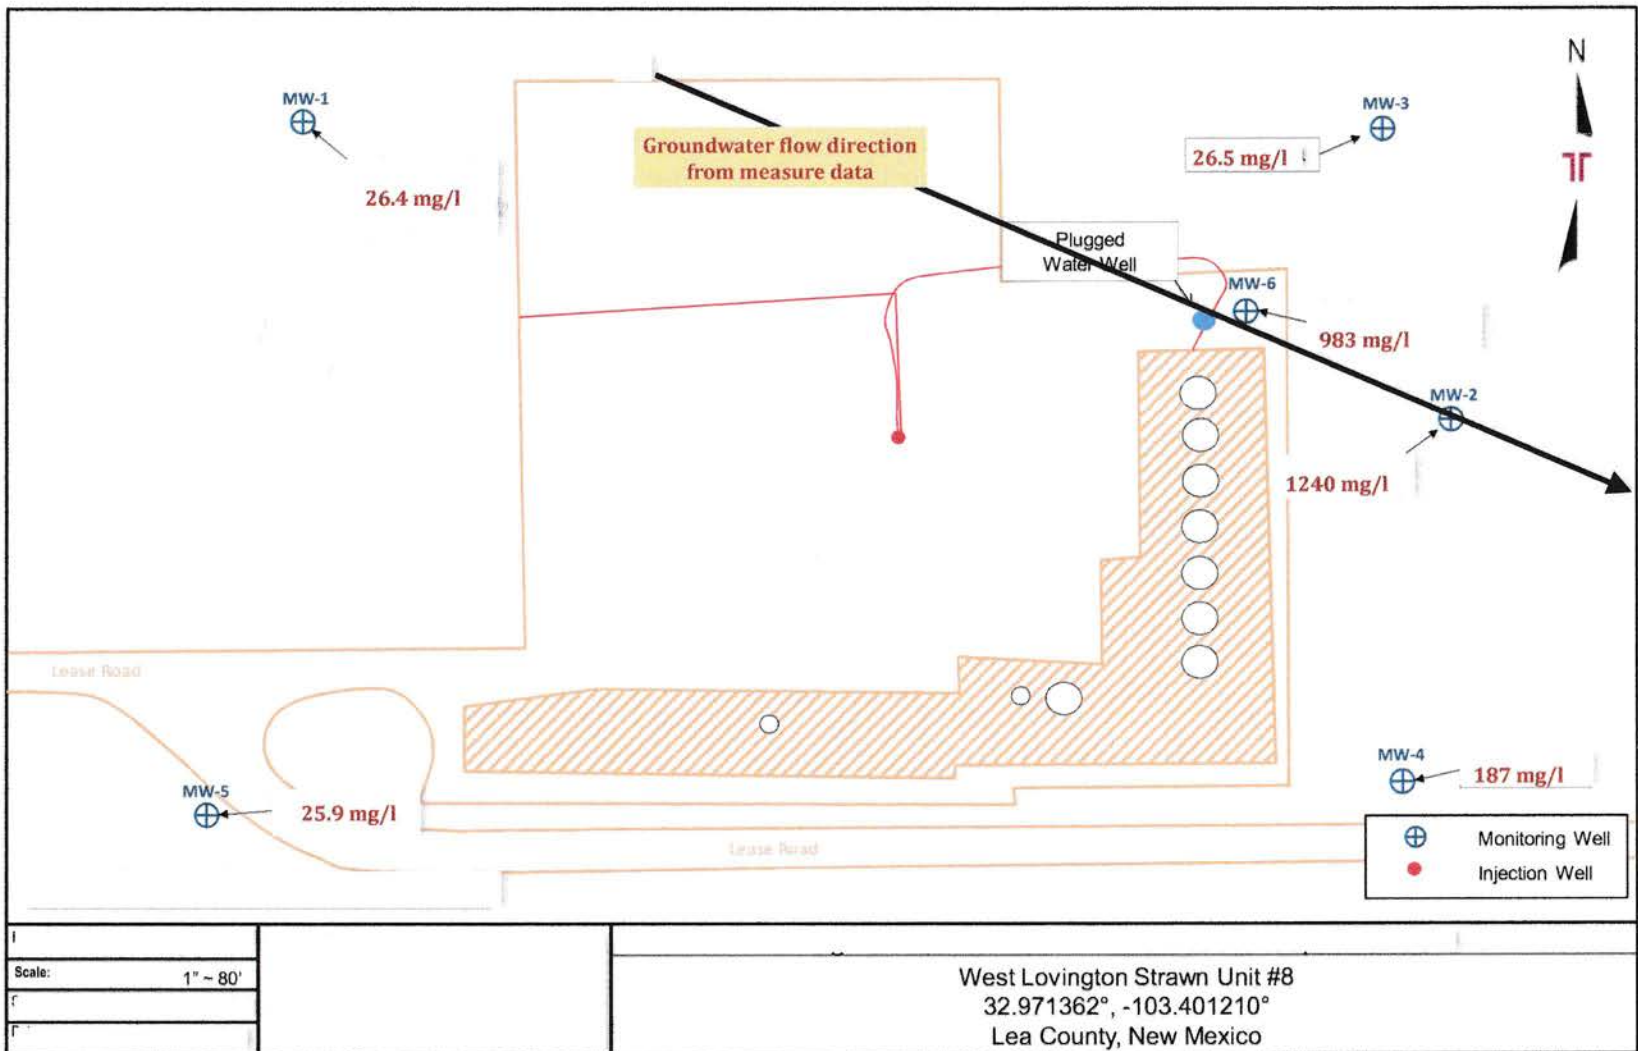 N
MW-1
MW-3
Groundwater flow direction
from measure data
26.5 mg/l
26.4 mg/l
Plugged
Water Well
MW-6
983 mg/l
MW-2
1240 mg/l
Lease Road
MW-4
187 mg/l
MW-5
25.9 mg/l
Lease Road
Monitoring Well
Injection Well
Scale: 1" ~ 80'
West Lovington Strawn Unit #8
32.971362°, -103.401210°
Lea County, New Mexico